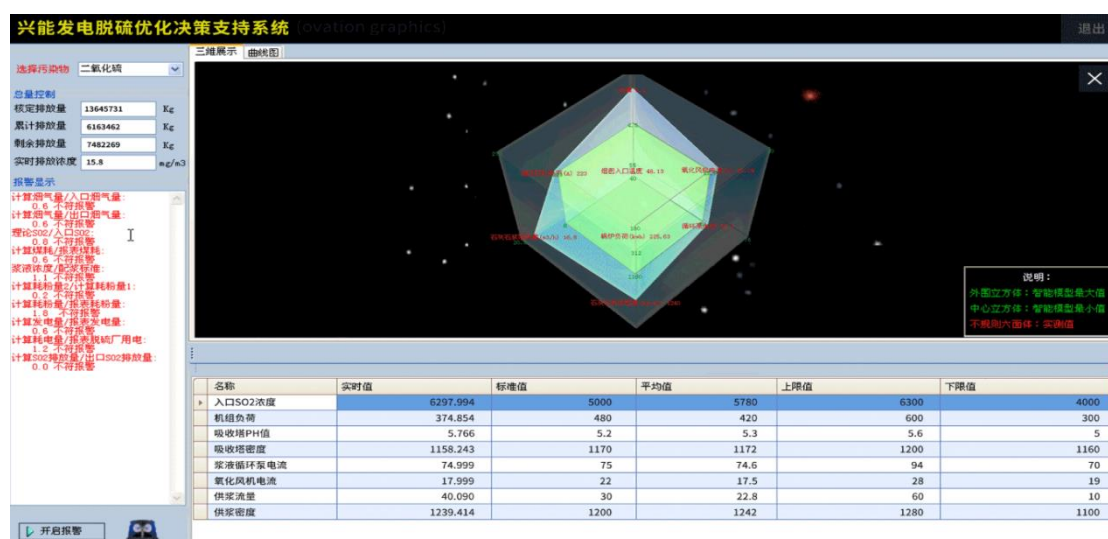 兴能发电脱硫优化决策支持系统 (ovation graphics)
退出
选择污染物 二氧化硫
三维展示 曲线图
总量控制
核定排放量 13645731 Kg
累计排放量 6163462 Kg
剩余排放量 7482269 Kg
实时排放浓度 15.8 mg/m3
报警显示
计算烟气量/入口烟气量:
0.6 不符报警
计算烟气量/出口烟气量:
0.6 不符报警
理论SO2/入口SO2:
0.8 不符报警
计算煤耗/报表煤耗:
0.6 不符报警
浆液浓度/配浆标准:
1.1 不符报警
计算耗粉量2/计算耗粉量1:
0.2 不符报警
计算耗粉量/报表耗粉量:
1.8 不符报警
计算发电量/报表发电量:
0.6 不符报警
计算耗电量/报表脱硫厂用电:
1.2 不符报警
计算SO2排放量/出口SO2排放量:
0.0 不符报警
开启报警
说明:
外围立方体:智能模型最大值
中心立方体:智能模型最小值
不规则六面体:实测值
名称 实时值 标准值 平均值 上限值 下限值
入口SO2浓度 6297.994 5000 5780 6300 4000
机组负荷 374.854 480 420 600 300
吸收塔PH值 5.766 5.2 5.3 5.6 5
吸收塔密度 1158.243 1170 1172 1200 1160
浆液循环泵电流 74.999 75 74.6 94 70
氧化风机电流 17.999 22 17.5 28 19
供浆流量 40.090 30 22.8 60 10
供浆密度 1239.414 1200 1242 1280 1100